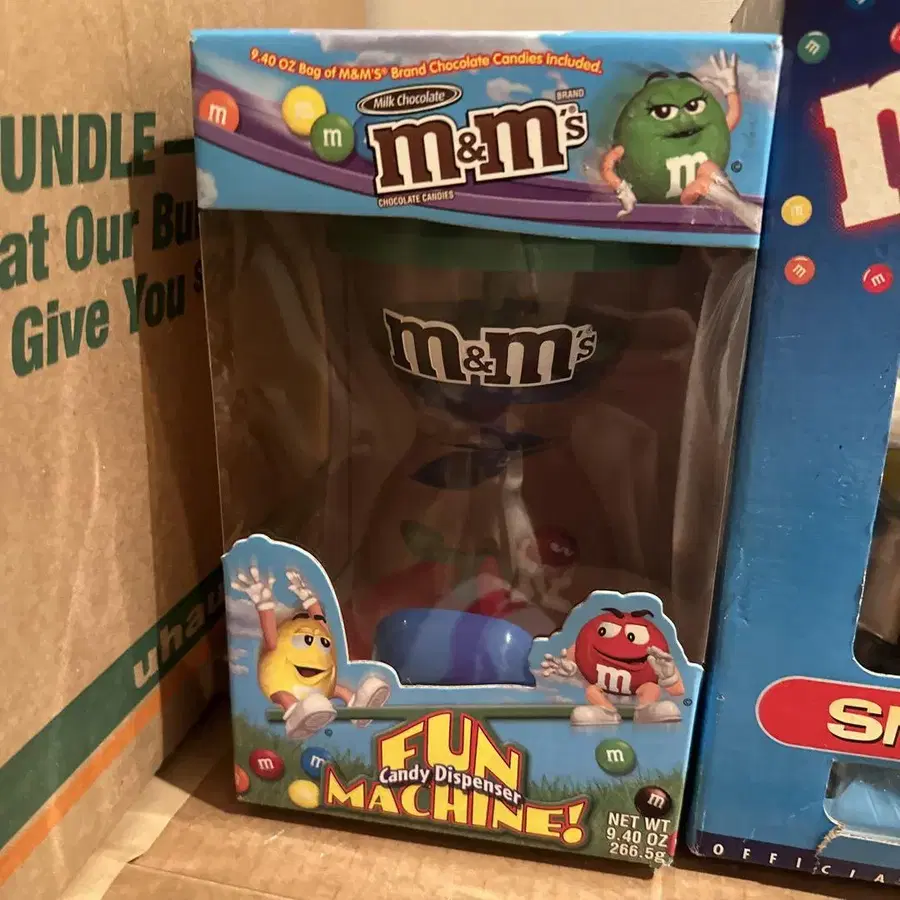 UNDLE—
at Our Bu
Give You $
uhau
9.40 OZ Bag of M&M'S® Brand Chocolate Candies Included.
Milk Chocolate
BRAND
m&m's
CHOCOLATE CANDIES
m
m
m
m&m's
m
FUN
Candy Dispenser
MACHINE!
m
m
m
m
NET WT
9.40 OZ
266.5g
m
m
m
m
OFFICIA